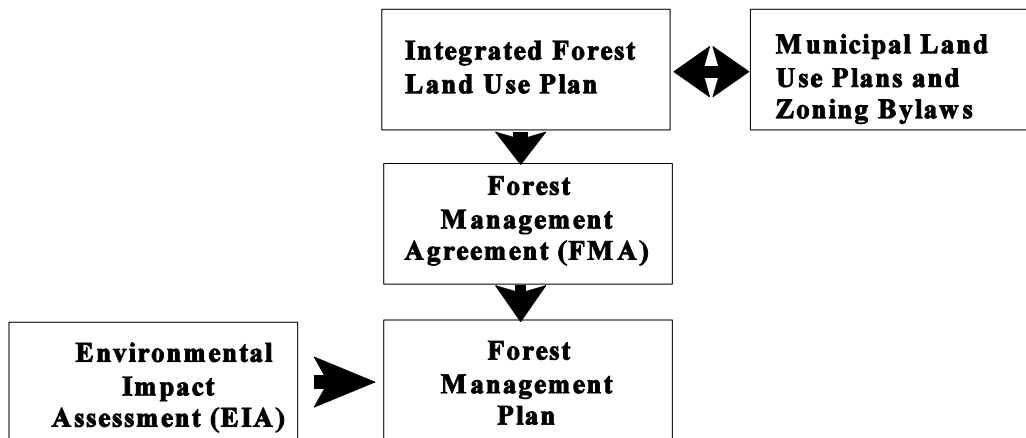 Integrated Forest
Land Use Plan
Municipal Land
Use Plans and
Zoning Bylaws
Forest
Management
Agreement (FMA)
Environmental
Impact
Assessment (EIA)
Forest
Management
Plan